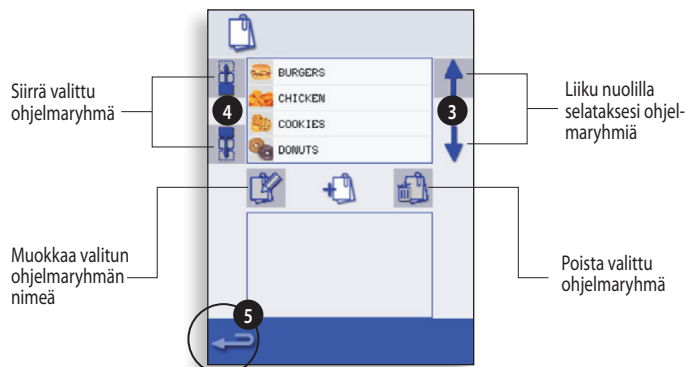 BURGERS
CHICKEN
COOKIES
DONUTS
Siirrä valittu
ohjelmaryhmä
4
3
Liiku nuolilla
selataksesi ohjel-
maryhmiä
Muokkaa valitun
ohjelmaryhmän
nimeä
Poista valittu
ohjelmaryhmä
5